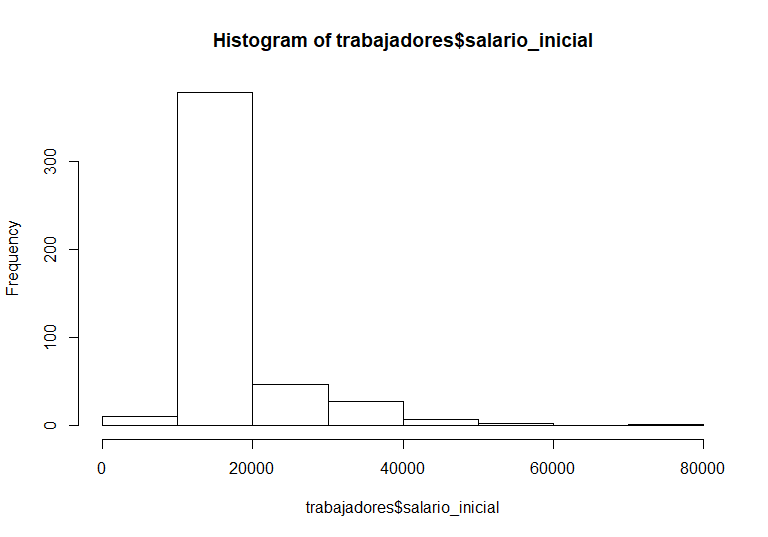 Histogram of trabajadores$salario_inicial
Frequency
300
200
100
0
0 20000 40000 60000 80000
trabajadores$salario_inicial